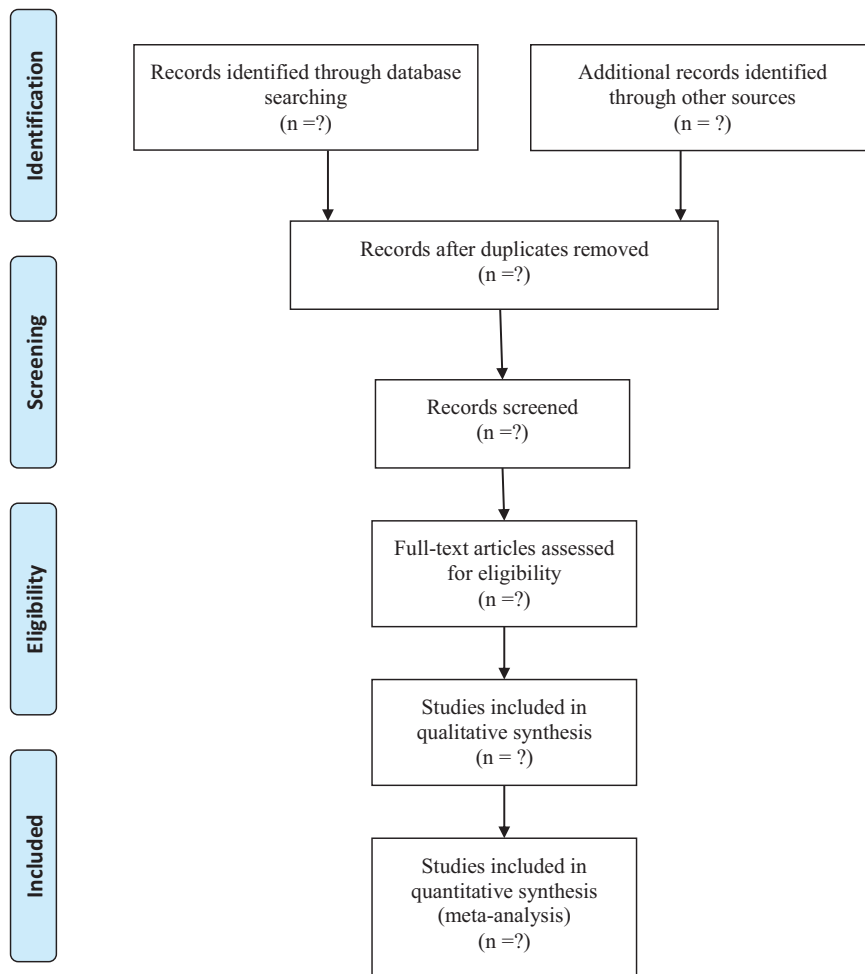 Identification
Records identified through database
searching
(n =?)
Additional records identified
through other sources
(n = ?)
Records after duplicates removed
(n =?)
Screening
Records screened
(n =?)
Eligibility
Full-text articles assessed
for eligibility
(n =?)
Studies included in
qualitative synthesis
(n = ?)
Included
Studies included in
quantitative synthesis
(meta-analysis)
(n =?)